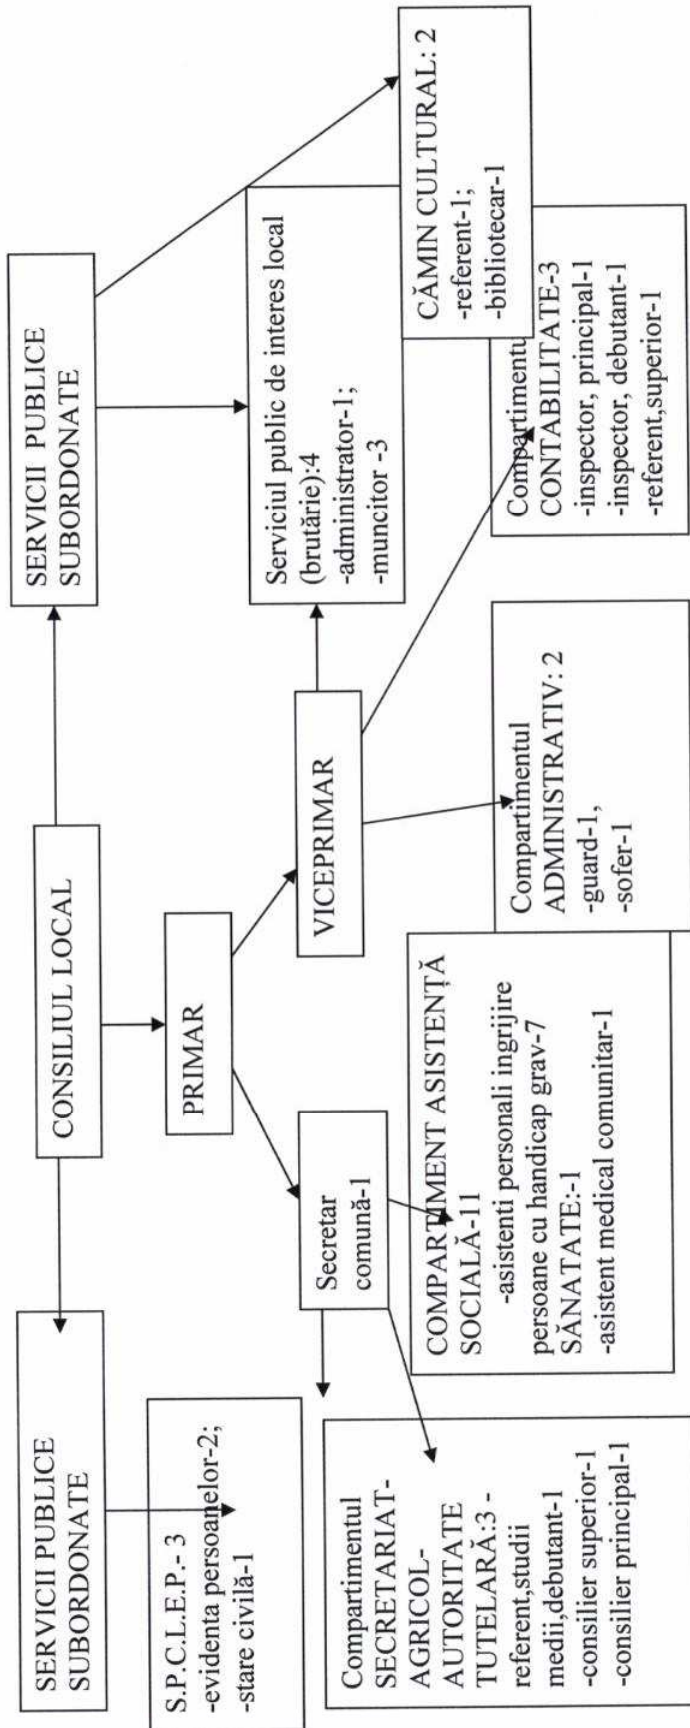 CONSILIUL LOCAL
SERVICII PUBLICE
SUBORDONATE
SERVICII PUBLICE
SUBORDONATE
PRIMAR
S.P.C.L.E.P.- 3
-evidenta persoanelor-2;
-stare civilă-1
Secretar
comună-1
VICEPRIMAR
Serviciul public de interes local
(brutărie):4
-administrator-1;
-muncitor -3
CĂMIN CULTURAL: 2
-referent-1;
-bibliotecar-1
Compartimentul
SECRETARIAT-
AGRICOL-
AUTORITATE
TUTELARĂ:3 -
referent,studii
medii,debutant-1
-consilier superior-1
-consilier principal-1
COMPARTIMENT ASISTENȚĂ
SOCIALĂ-11
-asistenti personali ingrijire
persoane cu handicap grav-7
SĂNATATE:-1
-asistent medical comunitar-1
Compartimentul
ADMINISTRATIV: 2
-guard-1,
-sofer-1
Compartimentu
CONTABILITATE-3
-inspector, principal-1
-inspector, debutant-1
-referent,superior-1